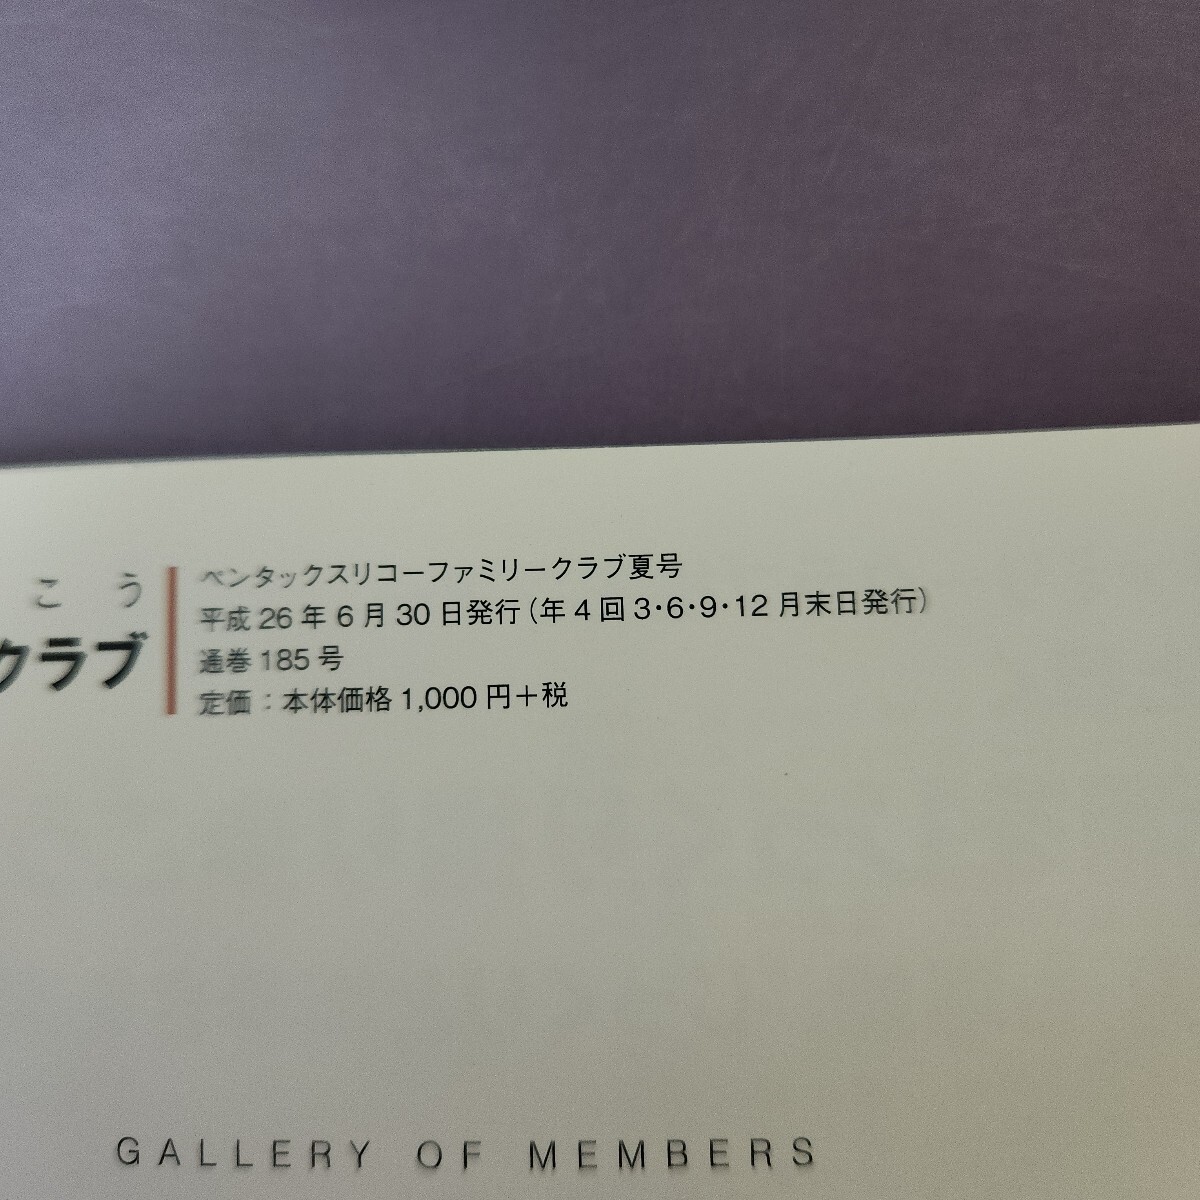 こう
クラブ
ペンタックスリコーファミリークラブ夏号
平成26年6月30日発行(年4回3・6・9・12月末日発行)
通巻185号
定価：本体価格1,000円＋税
GALLERY OF MEMBERS